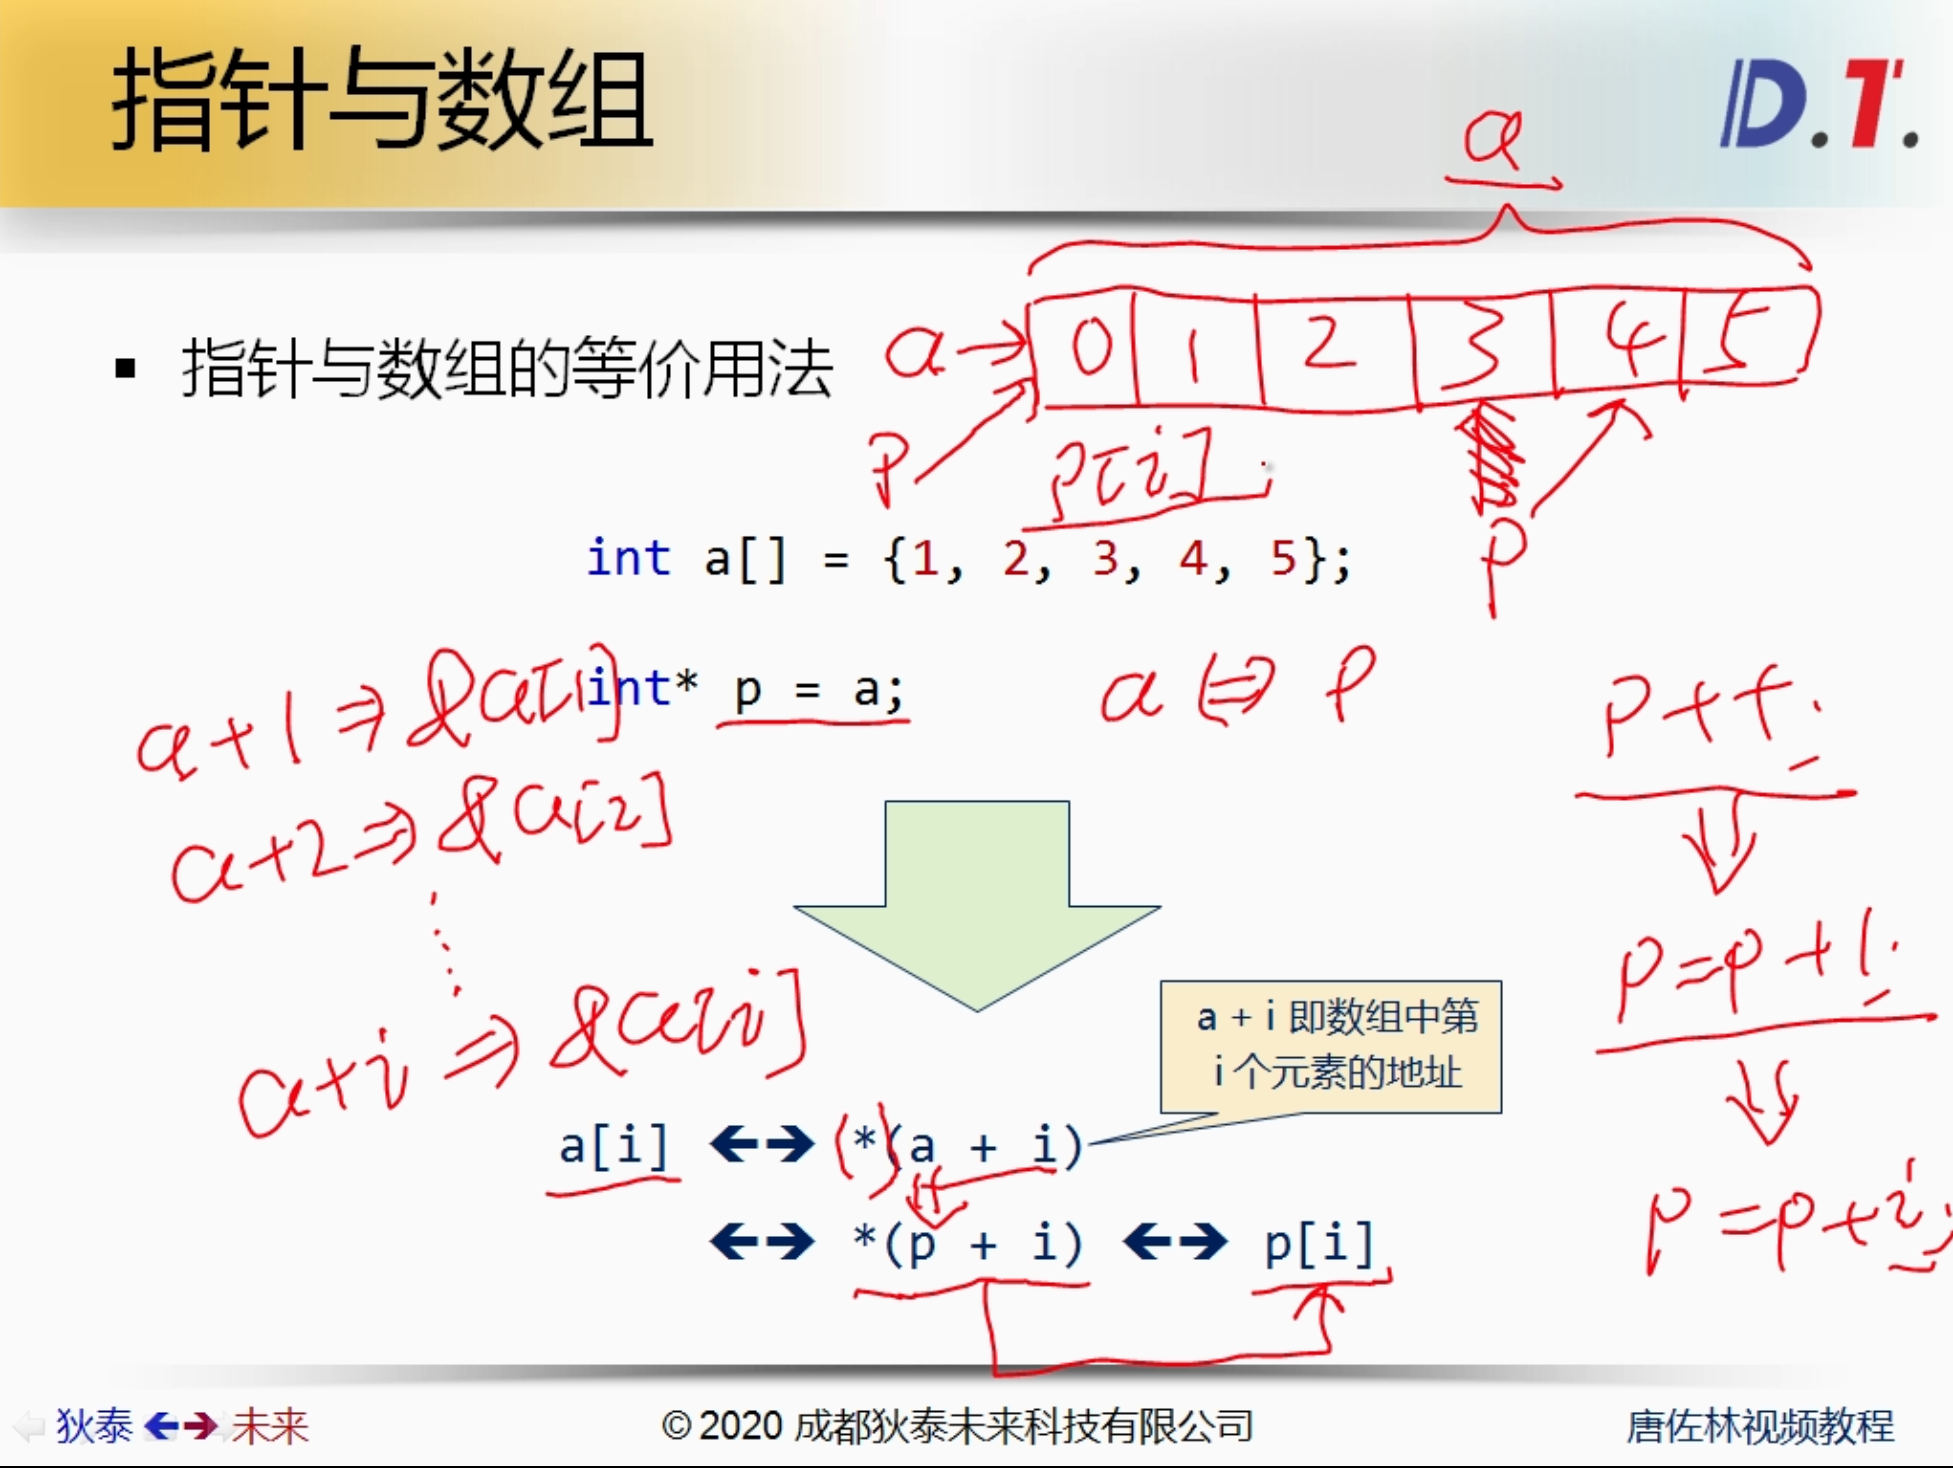 指针与数组
D.T.
a
指针与数组的等价用法
a → 0 1 2 3 4 5
p
p[i]
p
int a[] = {1, 2, 3, 4, 5};
int* p = a;
a ⇔ p
p++
a+1 ⇒ &a[1]
a+2 ⇒ &a[2]
p=p+1
a+i ⇒ &a[i]
a + i 即数组中第
i 个元素的地址
a[i] ←→ (*)(a + i)
←→ *(p + i) ←→ p[i]
p=p+i;
狄泰 ←→ 未来
© 2020 成都狄泰未来科技有限公司
唐佐林视频教程